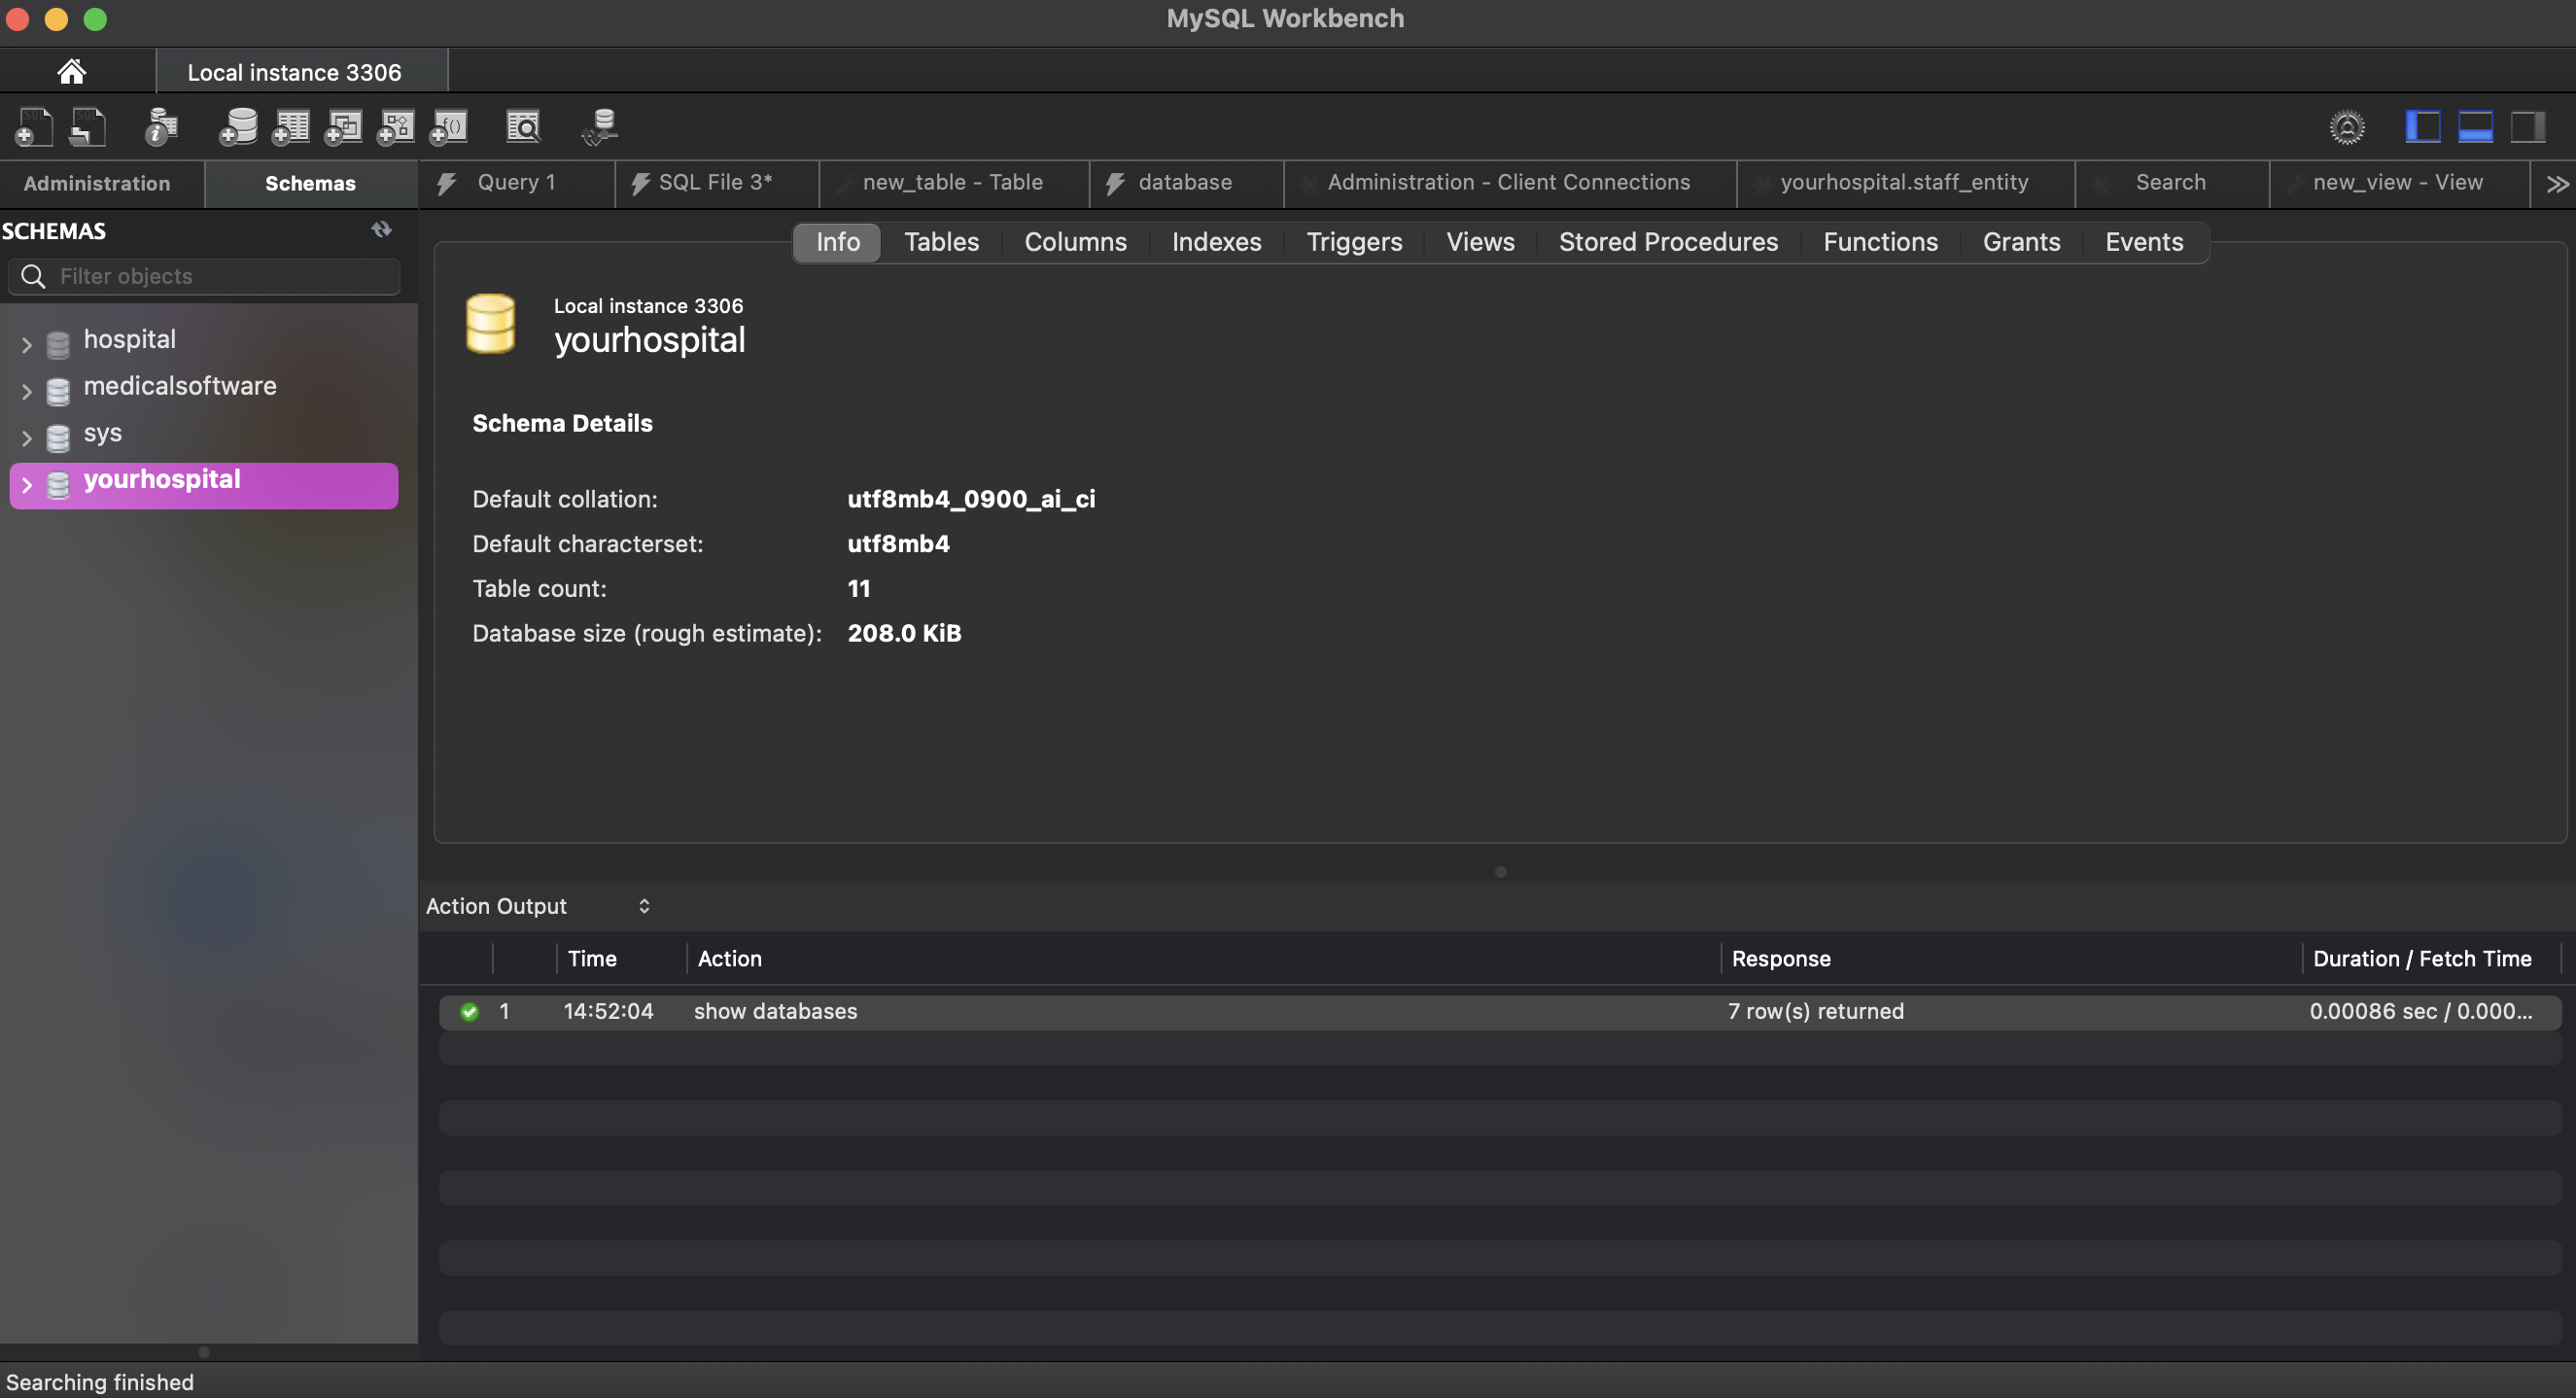 MySQL Workbench
Local instance 3306
Administration
Schemas
Query 1
SQL File 3*
new_table - Table
database
Administration - Client Connections
yourhospital.staff_entity
Search
new_view - View
SCHEMAS
Filter objects
hospital
medicalsoftware
sys
yourhospital
Info
Tables
Columns
Indexes
Triggers
Views
Stored Procedures
Functions
Grants
Events
Local instance 3306
yourhospital
Schema Details
Default collation: utf8mb4_0900_ai_ci
Default characterset: utf8mb4
Table count: 11
Database size (rough estimate): 208.0 KiB
Action Output
Time Action Response Duration / Fetch Time
1 14:52:04 show databases 7 row(s) returned 0.00086 sec / 0.000...
Searching finished